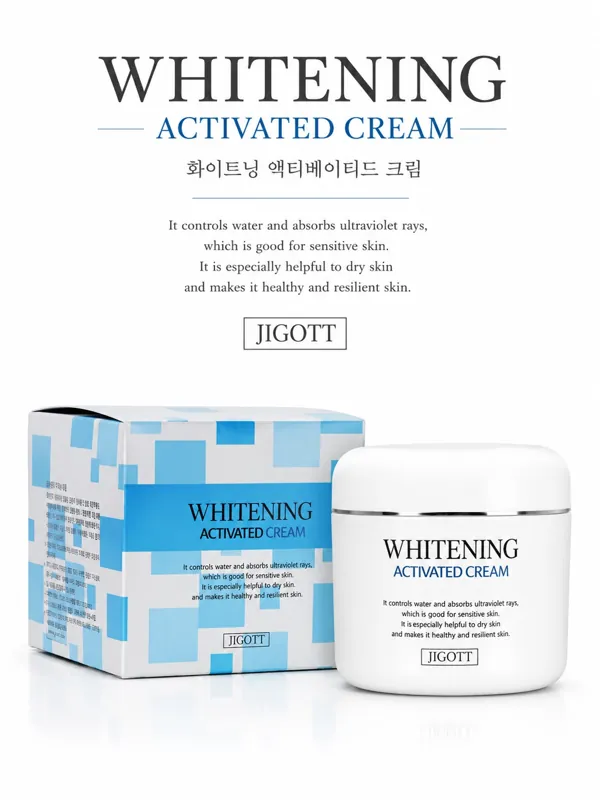 WHITENING
ACTIVATED CREAM
화이트닝 액티베이티드 크림
It controls water and absorbs ultraviolet rays,
which is good for sensitive skin.
It is especially helpful to dry skin
and makes it healthy and resilient skin.
JIGOTT
WHITENING
ACTIVATED CREAM
It controls water and absorbs ultraviolet rays,
which is good for sensitive skin.
It is especially helpful to dry skin
and makes it healthy and resilient skin.
JIGOTT
WHITENING
ACTIVATED CREAM
It controls water and absorbs ultraviolet rays,
which is good for sensitive skin.
It is especially helpful to dry skin
and makes it healthy and resilient skin.
JIGOTT